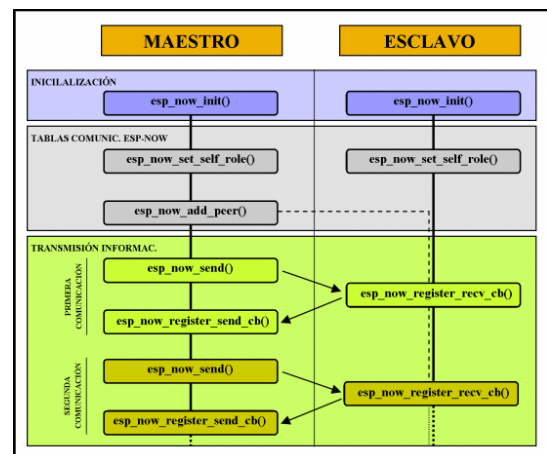 MAESTRO
ESCLAVO
INICILALIZACIÓN
esp_now_init()
esp_now_init()
TABLAS COMUNIC. ESP-NOW
esp_now_set_self_role()
esp_now_set_self_role()
esp_now_add_peer()
TRANSMISIÓN INFORMAC.
PRIMERA
COMUNICACIÓN
esp_now_send()
esp_now_register_recv_cb()
esp_now_register_send_cb()
SEGUNDA
COMUNICACIÓN
esp_now_send()
esp_now_register_recv_cb()
esp_now_register_send_cb()